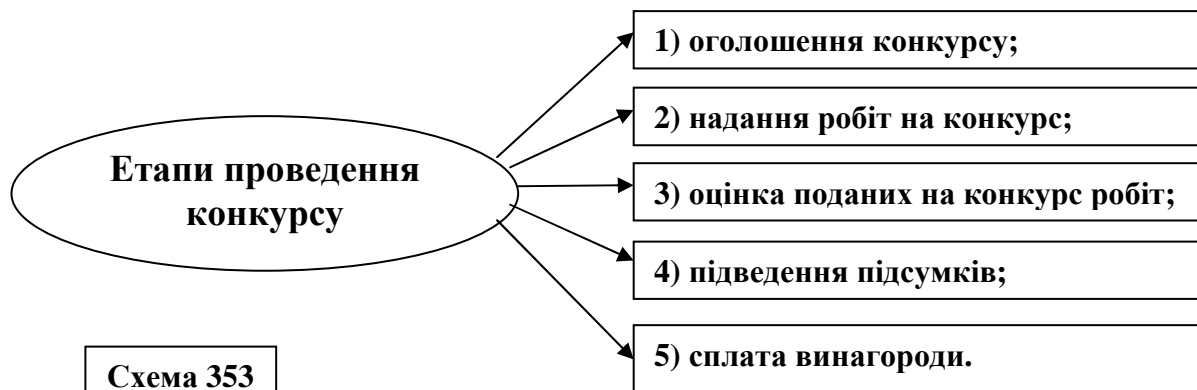 1) оголошення конкурсу;
2) надання робіт на конкурс;
Етапи проведення
конкурсу
3) оцінка поданих на конкурс робіт;
4) підведення підсумків;
5) сплата винагороди.
Схема 353